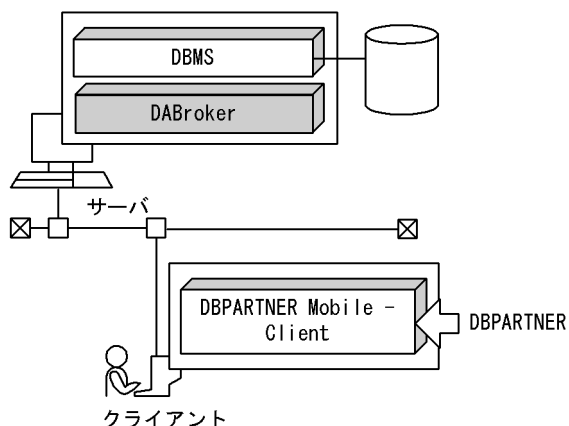 DBMS
DABroker
サーバ
DBPARTNER Mobile -
Client
DBPARTNER
クライアント